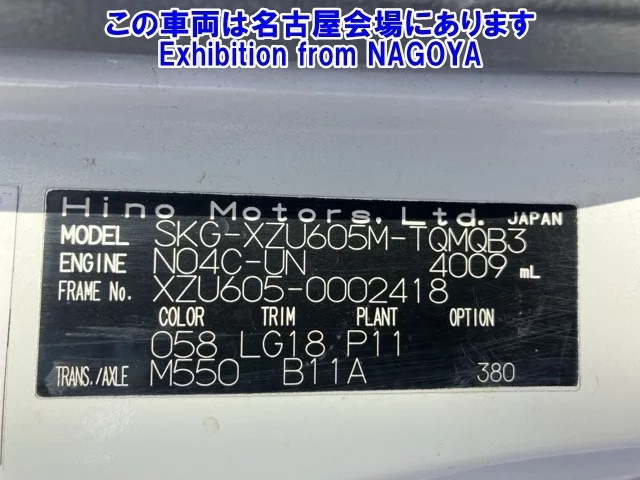 この車両は名古屋会場にあります
Exhibition from NAGOYA
Hino Motors, Ltd. JAPAN
MODEL SKG-XZU605M-TQMQB3
ENGINE N04C-UN 4009 mL
FRAME No. XZU605-0002418
COLOR TRIM PLANT OPTION
058 LG18 P11
TRANS./AXLE M550 B11A 380